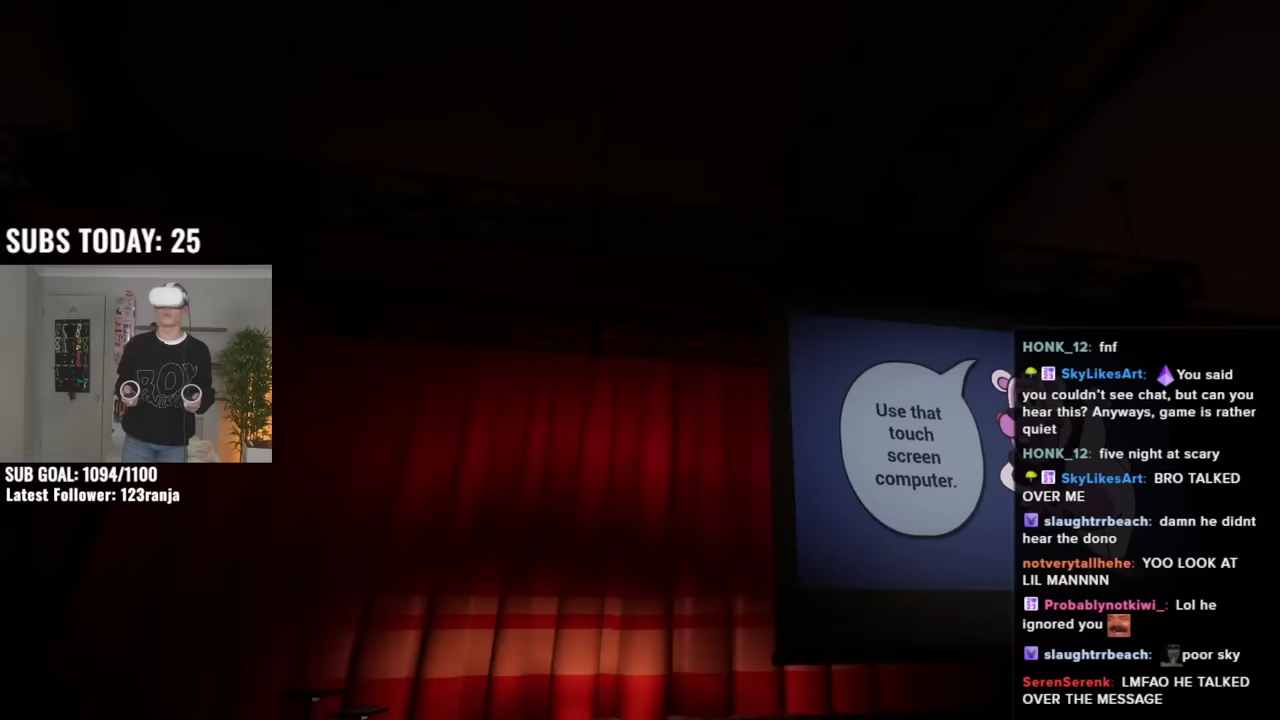 SUBS TODAY: 25
SUB GOAL: 1094/1100
Latest Follower: 123ranja
Use that
touch
screen
computer.
HONK_12: fnf
SkyLikesArt: You said
you couldn't see chat, but can you
hear this? Anyways, game is rather
quiet
HONK_12: five night at scary
SkyLikesArt: BRO TALKED
OVER ME
slaughtrrbeach: damn he didnt
hear the dono
notverytallhehe: YOO LOOK AT
LIL MANNNN
Probablynotkiwi_: Lol he
ignored you
slaughtrrbeach: poor sky
SerenSerenk: LMFAO HE TALKED
OVER THE MESSAGE